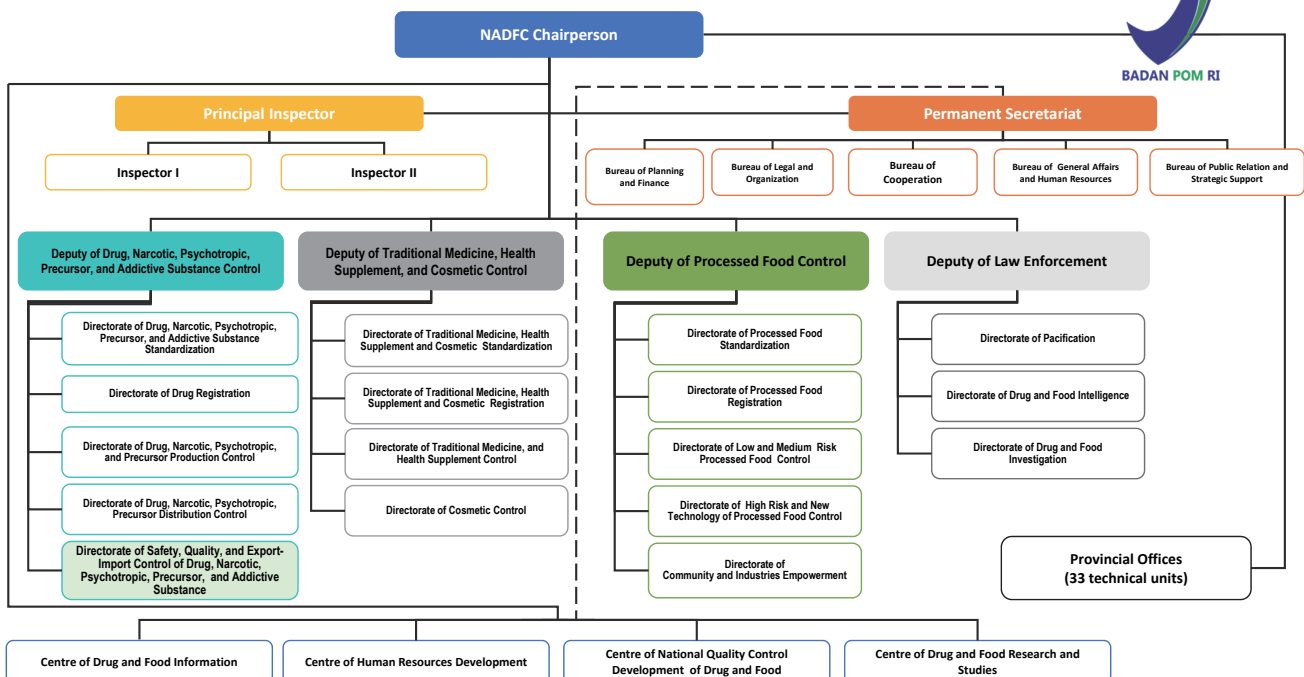 NADFC Chairperson
BADAN POM RI
Principal Inspector
Permanent Secretariat
Inspector I
Inspector II
Bureau of Planning
and Finance
Bureau of Legal and
Organization
Bureau of
Cooperation
Bureau of General Affairs
and Human Resources
Bureau of Public Relation and
Strategic Support
Deputy of Drug, Narcotic, Psychotropic,
Precursor, and Addictive Substance Control
Deputy of Traditional Medicine, Health
Supplement, and Cosmetic Control
Deputy of Processed Food Control
Deputy of Law Enforcement
Directorate of Drug, Narcotic, Psychotropic,
Precursor, and Addictive Substance
Standardization
Directorate of Drug Registration
Directorate of Drug, Narcotic, Psychotropic,
and Precursor Production Control
Directorate of Drug, Narcotic, Psychotropic,
Precursor Distribution Control
Directorate of Safety, Quality, and Export-
Import Control of Drug, Narcotic,
Psychotropic, Precursor, and Addictive
Substance
Directorate of Traditional Medicine, Health
Supplement and Cosmetic Standardization
Directorate of Traditional Medicine, Health
Supplement and Cosmetic Registration
Directorate of Traditional Medicine, and
Health Supplement Control
Directorate of Cosmetic Control
Directorate of Processed Food
Standardization
Directorate of Processed Food
Registration
Directorate of Low and Medium Risk
Processed Food Control
Directorate of High Risk and New
Technology of Processed Food Control
Directorate of
Community and Industries Empowerment
Directorate of Pacification
Directorate of Drug and Food Intelligence
Directorate of Drug and Food
Investigation
Provincial Offices
(33 technical units)
Centre of Drug and Food Information
Centre of Human Resources Development
Centre of National Quality Control
Development of Drug and Food
Centre of Drug and Food Research and
Studies